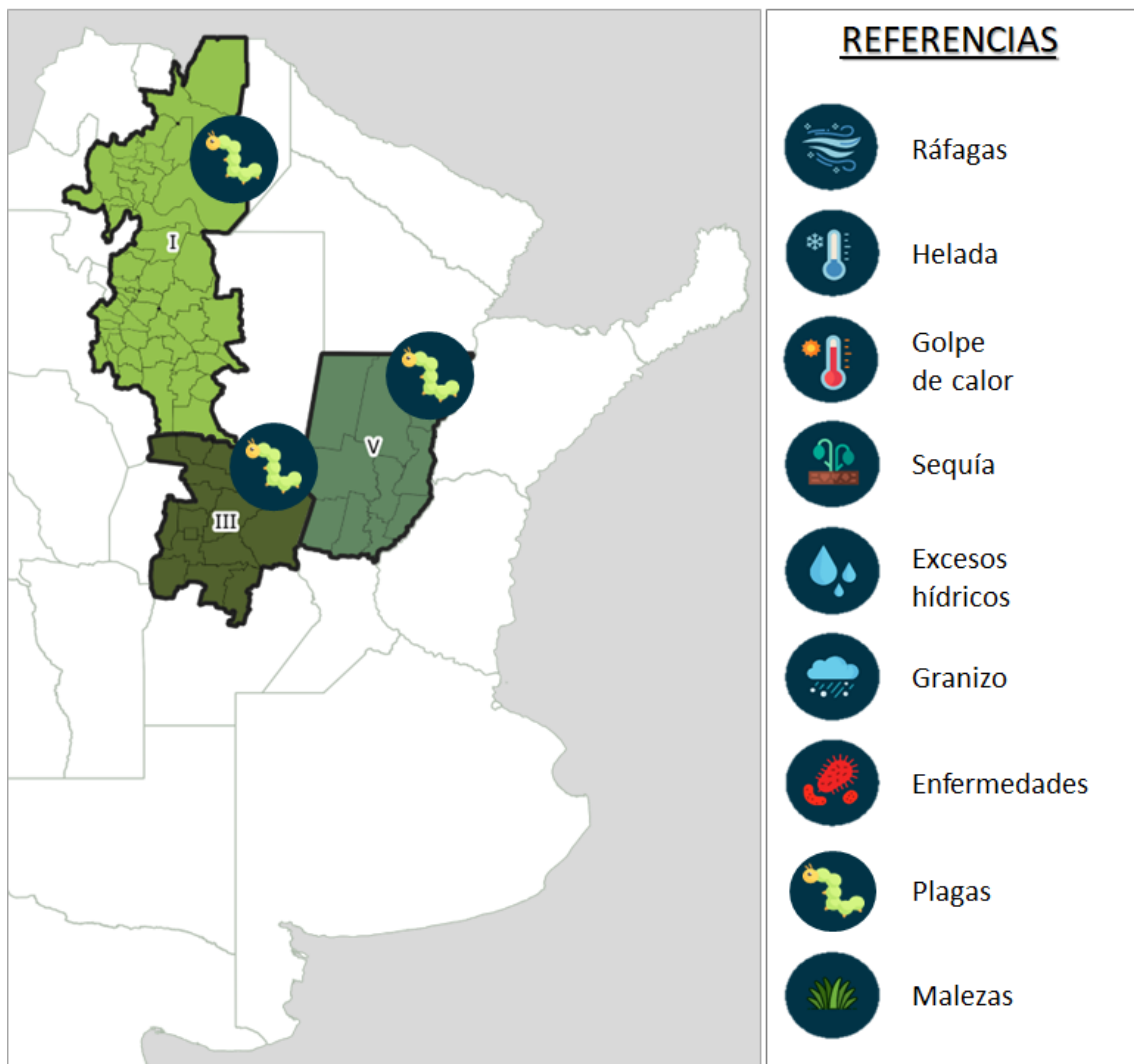 REFERENCIAS
I
V
III
Ráfagas
Helada
Golpe
de calor
Sequía
Excesos
hídricos
Granizo
Enfermedades
Plagas
Malezas